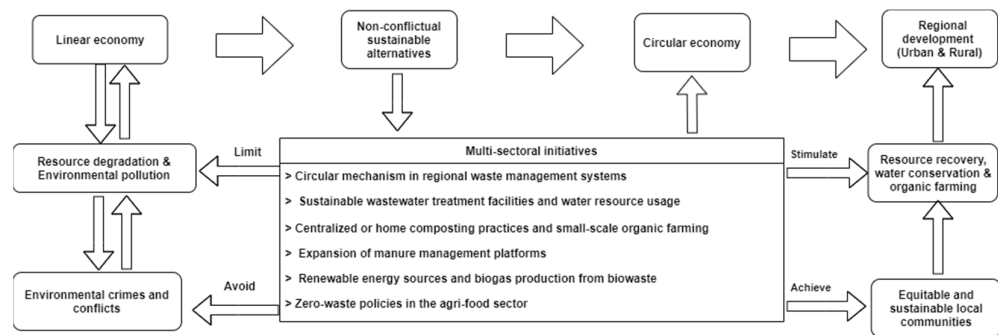 Linear economy
Non-conflictual
sustainable
alternatives
Circular economy
Regional
development
(Urban & Rural)
Resource degradation &
Environmental pollution
Limit
Multi-sectoral initiatives
> Circular mechanism in regional waste management systems
> Sustainable wastewater treatment facilities and water resource usage
> Centralized or home composting practices and small-scale organic farming
> Expansion of manure management platforms
> Renewable energy sources and biogas production from biowaste
> Zero-waste policies in the agri-food sector
Stimulate
Resource recovery,
water conservation &
organic farming
Environmental crimes and
conflicts
Avoid
Achieve
Equitable and
sustainable local
communities